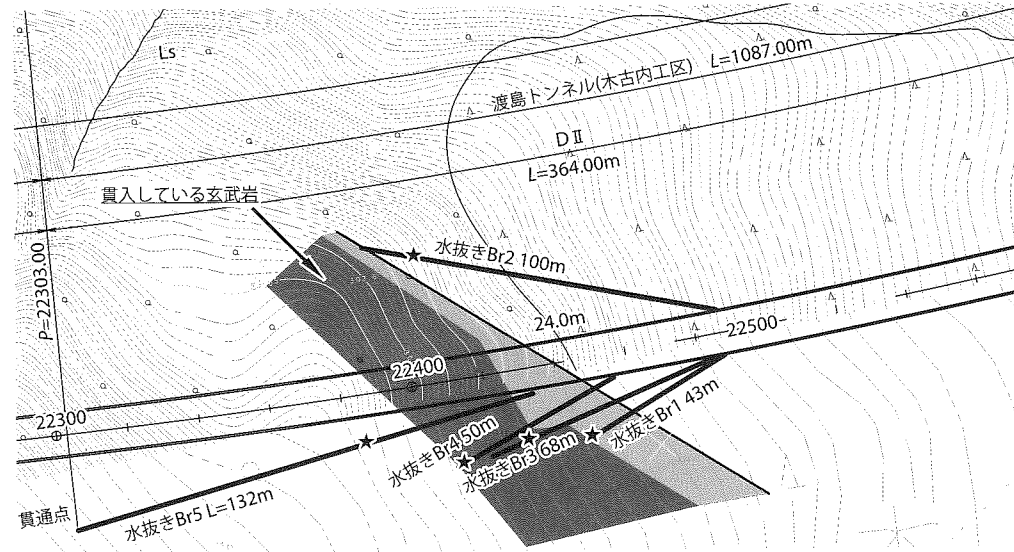 Ls
渡島トンネル(木古内工区) L=1087.00m
DⅡ
L=364.00m
貫入している玄武岩
水抜きBr2 100m
P=22303.00
24.0m
22500
22400
22300
水抜きBr1 43m
水抜きBr4 50m
水抜きBr3 68m
水抜きBr5 L=132m
貫通点